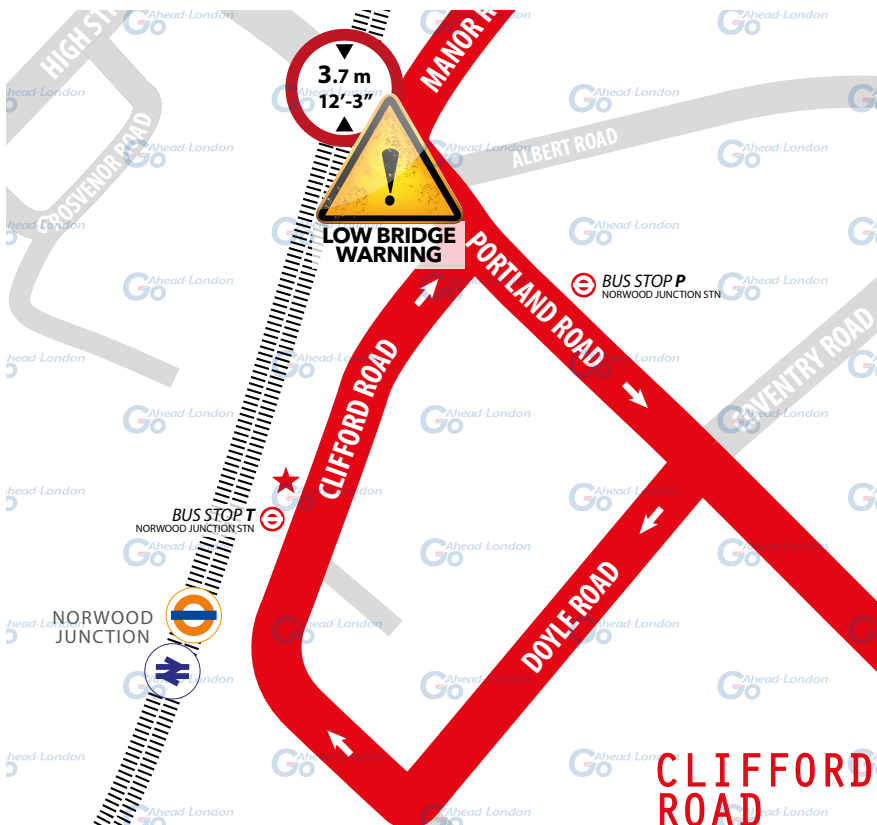 HIGH ST
MANOR R
3.7 m
12'-3"
GROSVENOR ROAD
ALBERT ROAD
LOW BRIDGE
WARNING
PORTLAND ROAD
BUS STOP P
NORWOOD JUNCTION STN
COVENTRY ROAD
CLIFFORD ROAD
BUS STOP T
NORWOOD JUNCTION STN
DOYLE ROAD
NORWOOD
JUNCTION
CLIFFORD
ROAD
Go Ahead-London